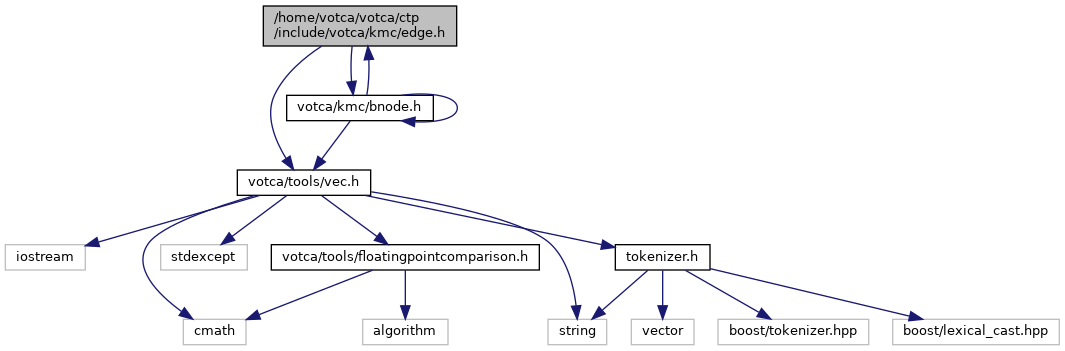 /home/votca/votca/ctp
/include/votca/kmc/edge.h
votca/kmc/bnode.h
votca/tools/vec.h
iostream
stdexcept
votca/tools/floatingpointcomparison.h
tokenizer.h
cmath
algorithm
string
vector
boost/tokenizer.hpp
boost/lexical_cast.hpp